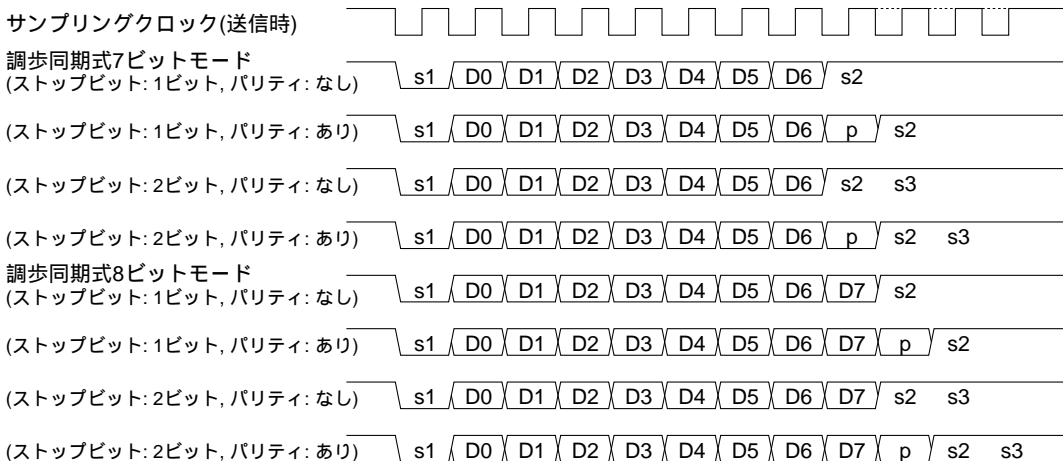 サンプリングクロック(送信時)
調歩同期式7ビットモード
(ストップビット: 1ビット, パリティ: なし) s1 D0 D1 D2 D3 D4 D5 D6 s2
(ストップビット: 1ビット, パリティ: あり) s1 D0 D1 D2 D3 D4 D5 D6 p s2
(ストップビット: 2ビット, パリティ: なし) s1 D0 D1 D2 D3 D4 D5 D6 s2 s3
(ストップビット: 2ビット, パリティ: あり) s1 D0 D1 D2 D3 D4 D5 D6 p s2 s3
調歩同期式8ビットモード
(ストップビット: 1ビット, パリティ: なし) s1 D0 D1 D2 D3 D4 D5 D6 D7 s2
(ストップビット: 1ビット, パリティ: あり) s1 D0 D1 D2 D3 D4 D5 D6 D7 p s2
(ストップビット: 2ビット, パリティ: なし) s1 D0 D1 D2 D3 D4 D5 D6 D7 s2 s3
(ストップビット: 2ビット, パリティ: あり) s1 D0 D1 D2 D3 D4 D5 D6 D7 p s2 s3